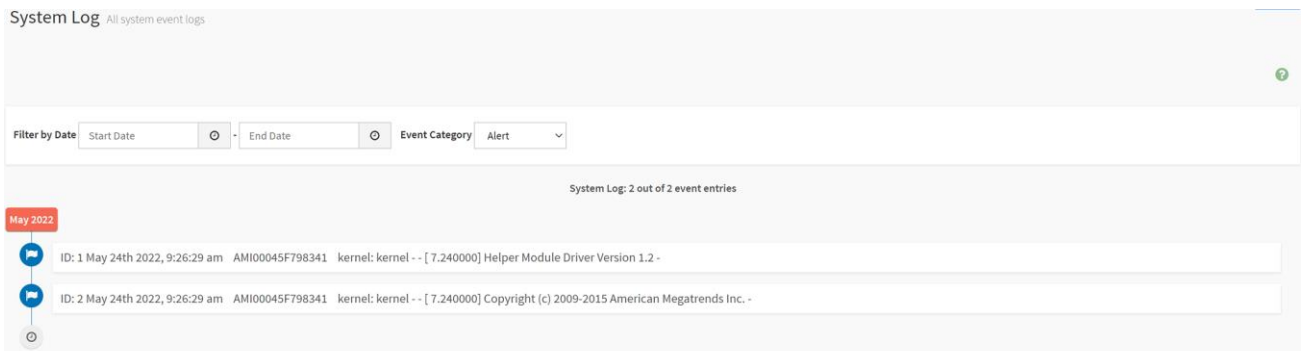 System Log All system event logs
Filter by Date Start Date - End Date Event Category Alert
System Log: 2 out of 2 event entries
May 2022
ID: 1 May 24th 2022, 9:26:29 am AMI00045F798341 kernel: kernel - - [ 7.240000] Helper Module Driver Version 1.2 -
ID: 2 May 24th 2022, 9:26:29 am AMI00045F798341 kernel: kernel - - [ 7.240000] Copyright (c) 2009-2015 American Megatrends Inc. -